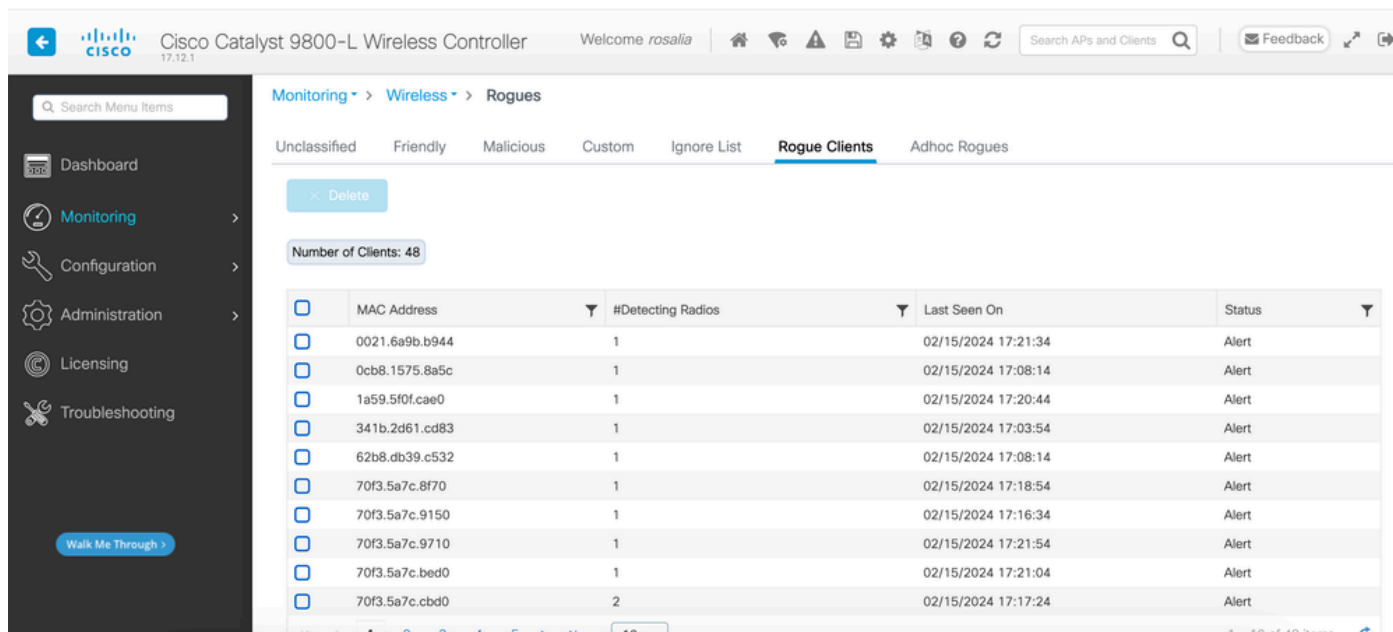 CISCO
Cisco Catalyst 9800-L Wireless Controller
17.12.1
Welcome rosalia
Search APs and Clients
Feedback
Search Menu Items
Dashboard
Monitoring
Configuration
Administration
Licensing
Troubleshooting
Walk Me Through >
Monitoring > Wireless > Rogues
Unclassified Friendly Malicious Custom Ignore List Rogue Clients Adhoc Rogues
× Delete
Number of Clients: 48
MAC Address #Detecting Radios Last Seen On Status
0021.6a9b.b944 1 02/15/2024 17:21:34 Alert
0cb8.1575.8a5c 1 02/15/2024 17:08:14 Alert
1a59.5f0f.cae0 1 02/15/2024 17:20:44 Alert
341b.2d61.cd83 1 02/15/2024 17:03:54 Alert
62b8.db39.c532 1 02/15/2024 17:08:14 Alert
70f3.5a7c.8f70 1 02/15/2024 17:18:54 Alert
70f3.5a7c.9150 1 02/15/2024 17:16:34 Alert
70f3.5a7c.9710 1 02/15/2024 17:21:54 Alert
70f3.5a7c.bed0 1 02/15/2024 17:21:04 Alert
70f3.5a7c.cbd0 2 02/15/2024 17:17:24 Alert